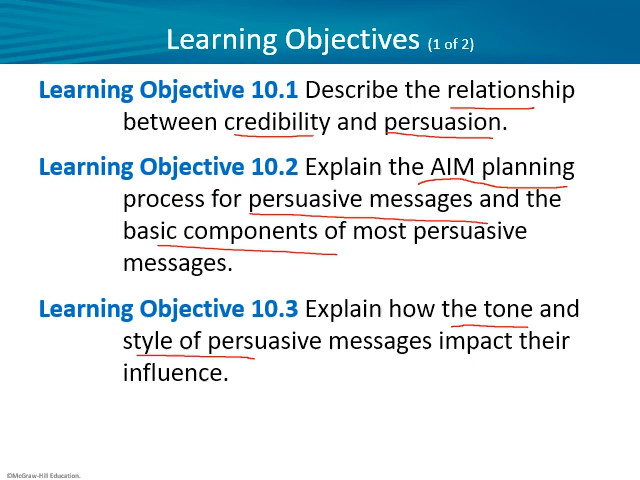 Learning Objectives (1 of 2)
Learning Objective 10.1 Describe the relationship
between credibility and persuasion.
Learning Objective 10.2 Explain the AIM planning
process for persuasive messages and the
basic components of most persuasive
messages.
Learning Objective 10.3 Explain how the tone and
style of persuasive messages impact their
influence.
©McGraw-Hill Education.